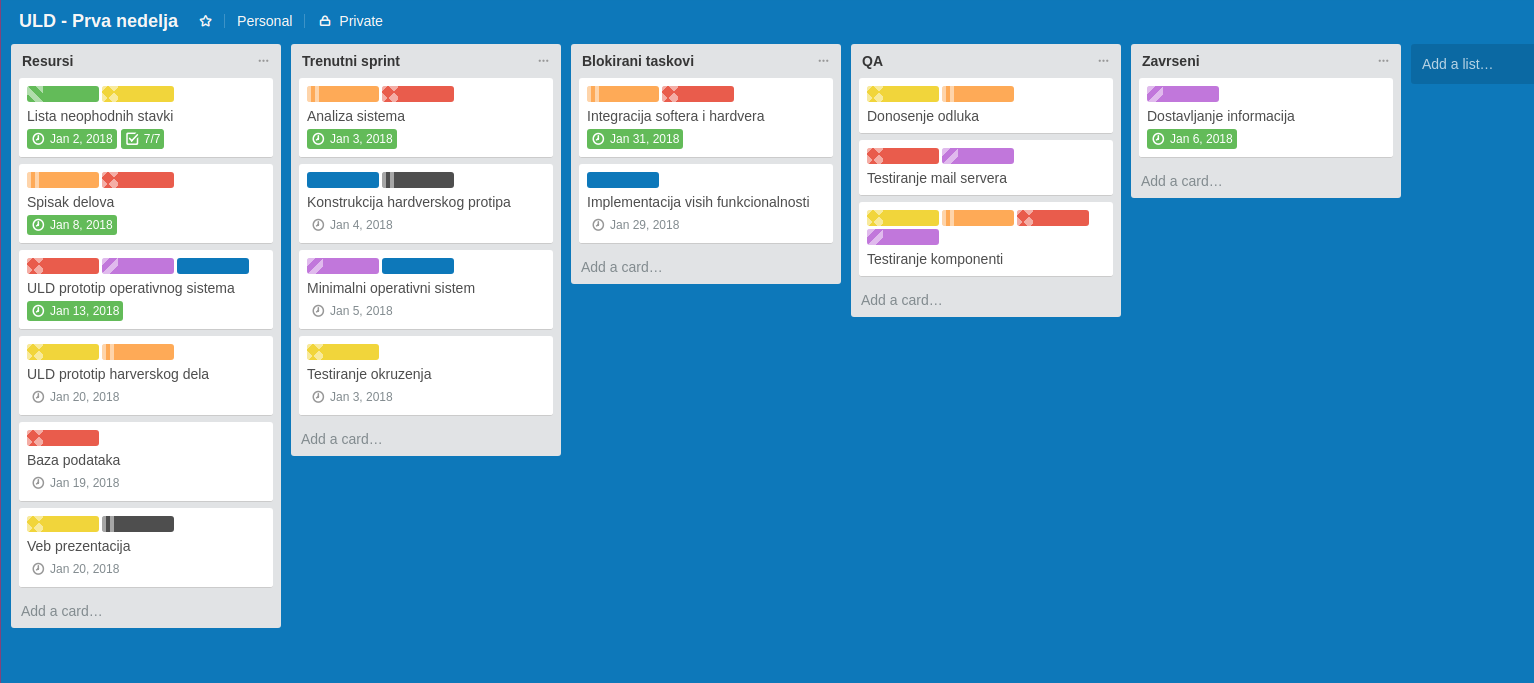 ULD - Prva nedelja Personal Private
Resursi
Lista neophodnih stavki
Jan 2, 2018 7/7
Spisak delova
Jan 8, 2018
ULD prototip operativnog sistema
Jan 13, 2018
ULD prototip harverskog dela
Jan 20, 2018
Baza podataka
Jan 19, 2018
Veb prezentacija
Jan 20, 2018
Add a card…
Trenutni sprint
Analiza sistema
Jan 3, 2018
Konstrukcija hardverskog protipa
Jan 4, 2018
Minimalni operativni sistem
Jan 5, 2018
Testiranje okruzenja
Jan 3, 2018
Add a card…
Blokirani taskovi
Integracija softera i hardvera
Jan 31, 2018
Implementacija visih funkcionalnosti
Jan 29, 2018
Add a card…
QA
Donosenje odluka
Testiranje mail servera
Testiranje komponenti
Add a card…
Zavrseni
Dostavljanje informacija
Jan 6, 2018
Add a card…
Add a list…